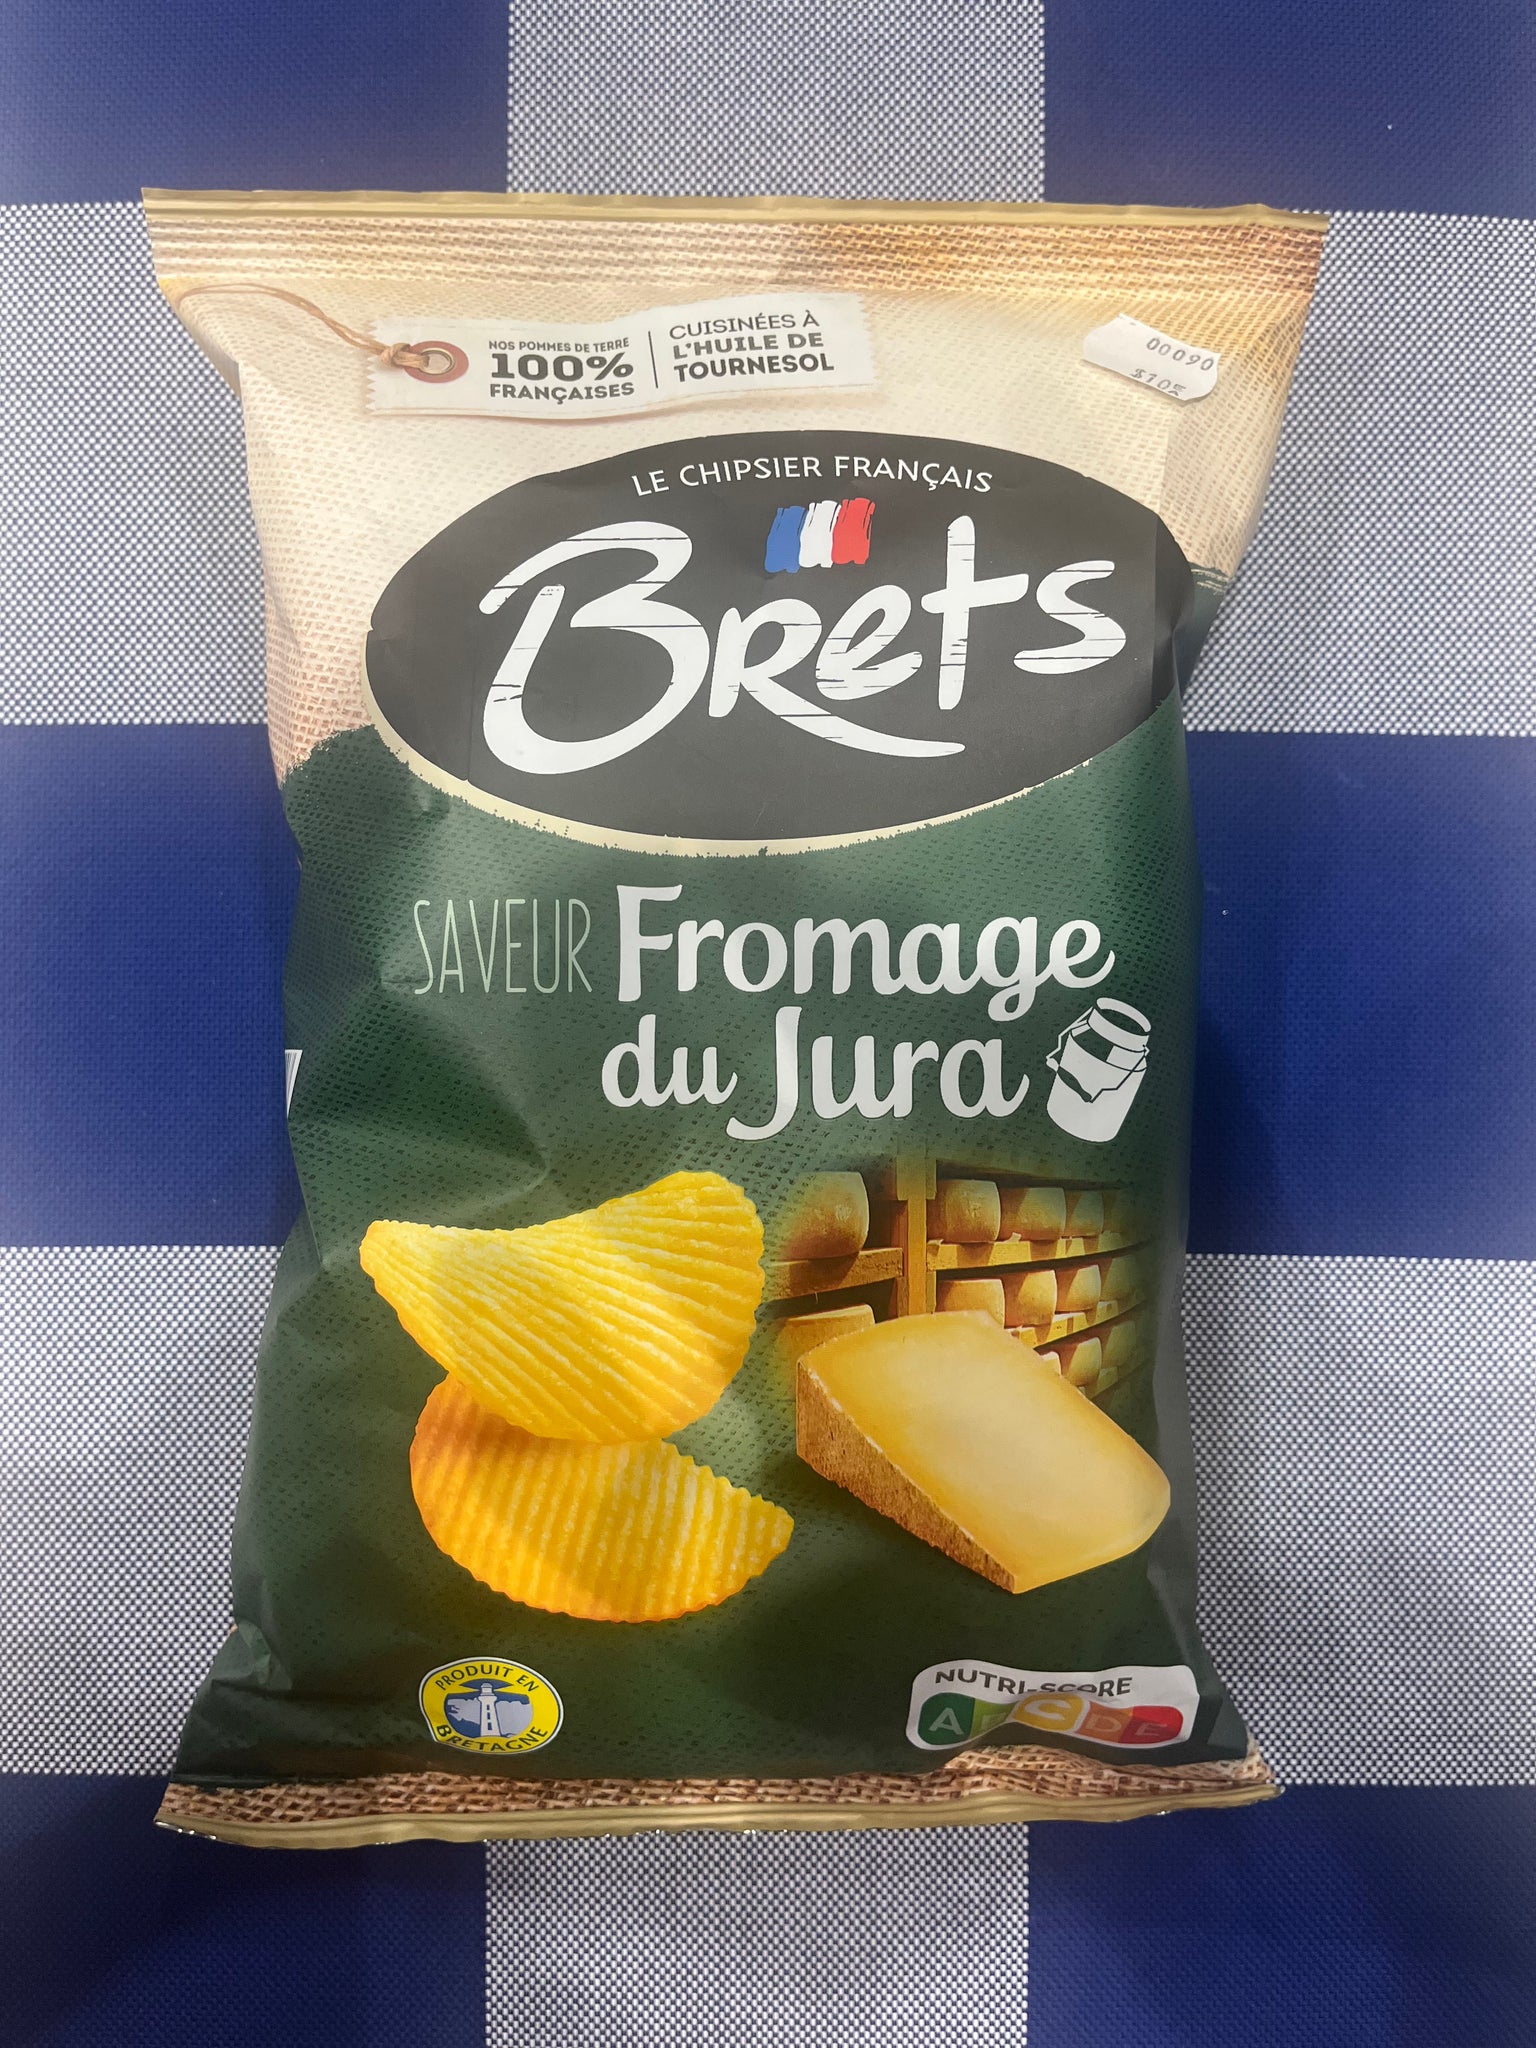 NOS POMMES DE TERRE
100%
FRANÇAISES
CUISINÉES À
L'HUILE DE
TOURNESOL
00090
LE CHIPSIER FRANÇAIS
Brets
SAVEUR Fromage
du Jura
PRODUIT EN
BRETAGNE
NUTRI-SCORE
A B C D E